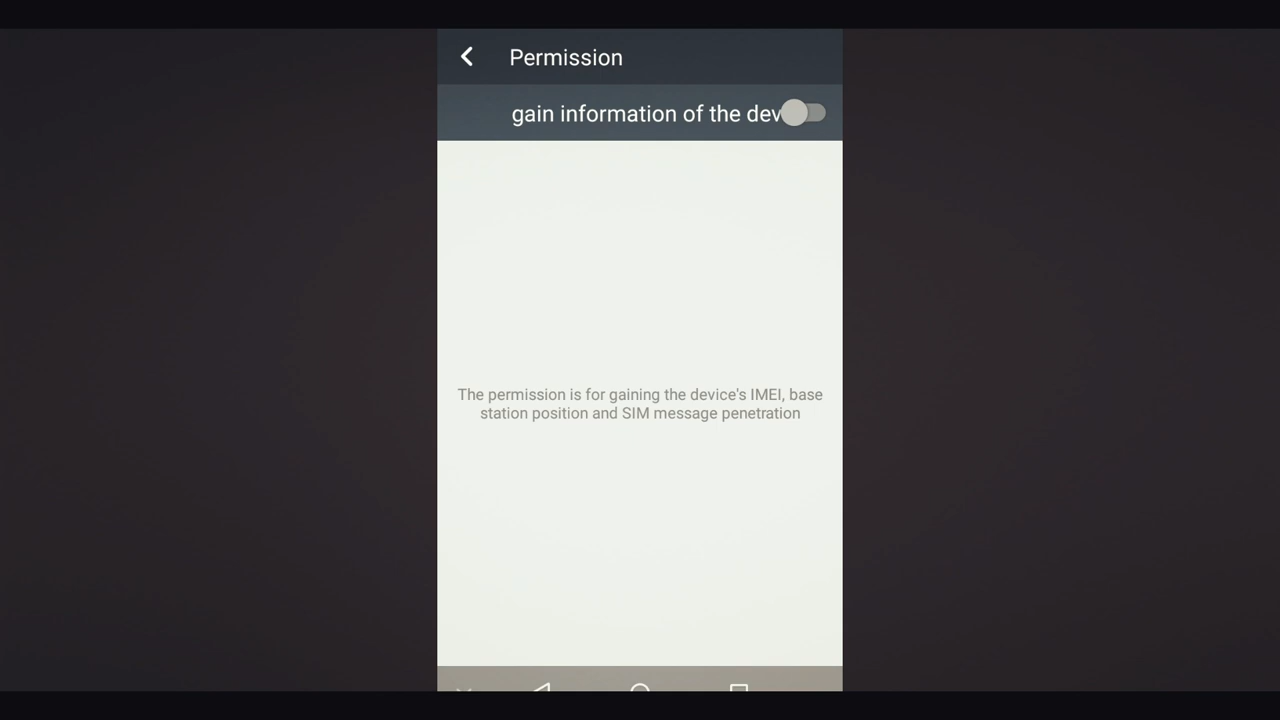 Permission
gain information of the dev
The permission is for gaining the device's IMEI, base
station position and SIM message penetration